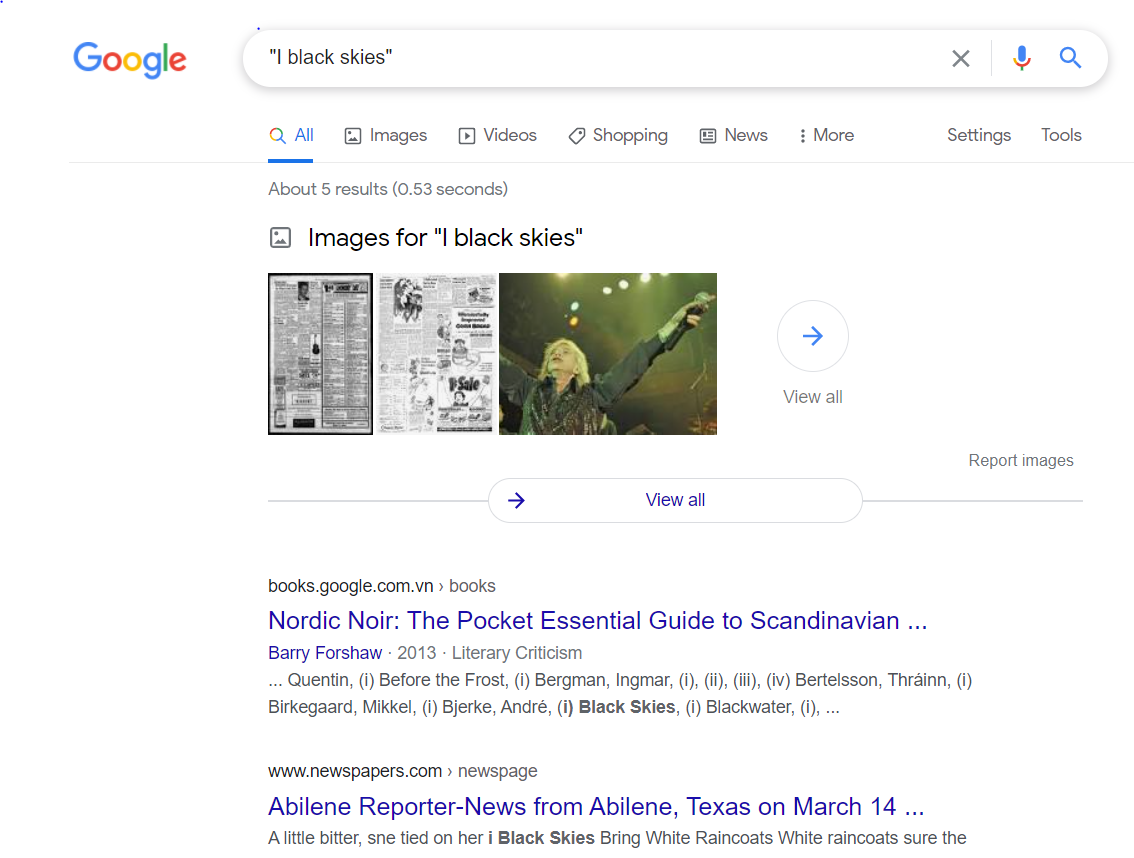 Google
"I black skies"
All
Images
Videos
Shopping
News
More
Settings
Tools
About 5 results (0.53 seconds)
Images for "I black skies"
View all
Report images
View all
books.google.com.vn › books
Nordic Noir: The Pocket Essential Guide to Scandinavian ...
Barry Forshaw · 2013 · Literary Criticism
... Quentin, (i) Before the Frost, (i) Bergman, Ingmar, (i), (ii), (iii), (iv) Bertelsson, Thráinn, (i)
Birkegaard, Mikkel, (i) Bjerke, André, (i) Black Skies, (i) Blackwater, (i), ...
www.newspapers.com › newspage
Abilene Reporter-News from Abilene, Texas on March 14 ...
A little bitter, sne tied on her i Black Skies Bring White Raincoats White raincoats sure the